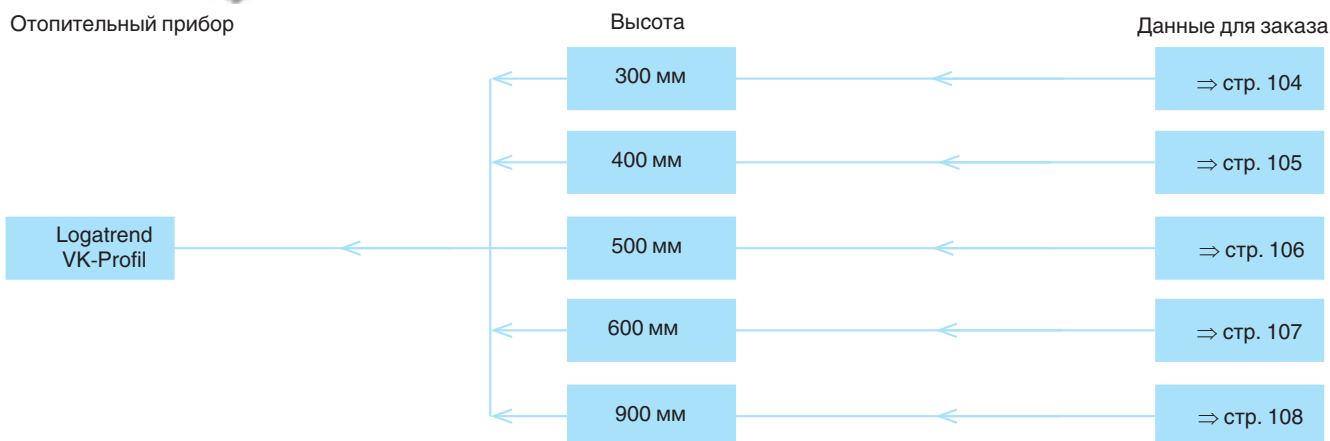 Отопительный прибор
Высота
Данные для заказа
300 мм
⇒ стр. 104
400 мм
⇒ стр. 105
Logatrend
VK-Profil
500 мм
⇒ стр. 106
600 мм
⇒ стр. 107
900 мм
⇒ стр. 108